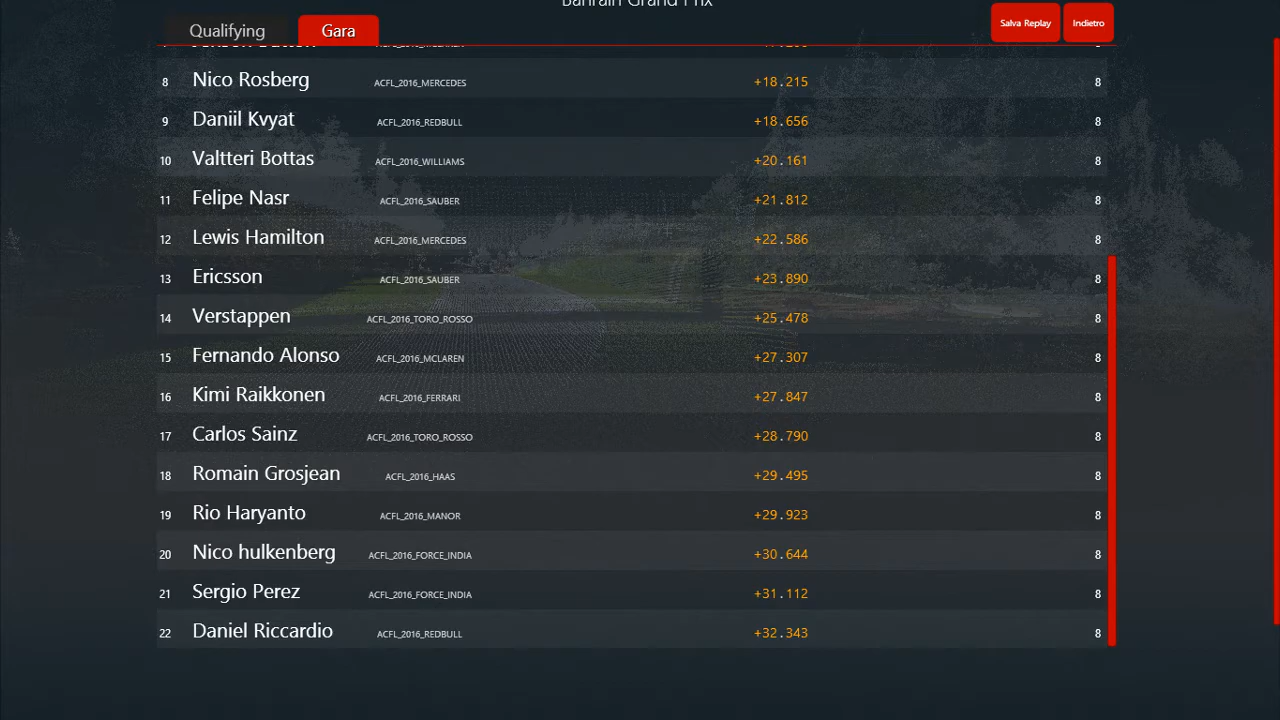 Bahrain Grand Prix
Qualifying Gara Salva Replay Indietro
8 Nico Rosberg ACFL_2016_MERCEDES +18.215 8
9 Daniil Kvyat ACFL_2016_REDBULL +18.656 8
10 Valtteri Bottas ACFL_2016_WILLIAMS +20.161 8
11 Felipe Nasr ACFL_2016_SAUBER +21.812 8
12 Lewis Hamilton ACFL_2016_MERCEDES +22.586 8
13 Ericsson ACFL_2016_SAUBER +23.890 8
14 Verstappen ACFL_2016_TORO_ROSSO +25.478 8
15 Fernando Alonso ACFL_2016_MCLAREN +27.307 8
16 Kimi Raikkonen ACFL_2016_FERRARI +27.847 8
17 Carlos Sainz ACFL_2016_TORO_ROSSO +28.790 8
18 Romain Grosjean ACFL_2016_HAAS +29.495 8
19 Rio Haryanto ACFL_2016_MANOR +29.923 8
20 Nico hulkenberg ACFL_2016_FORCE_INDIA +30.644 8
21 Sergio Perez ACFL_2016_FORCE_INDIA +31.112 8
22 Daniel Riccardio ACFL_2016_REDBULL +32.343 8